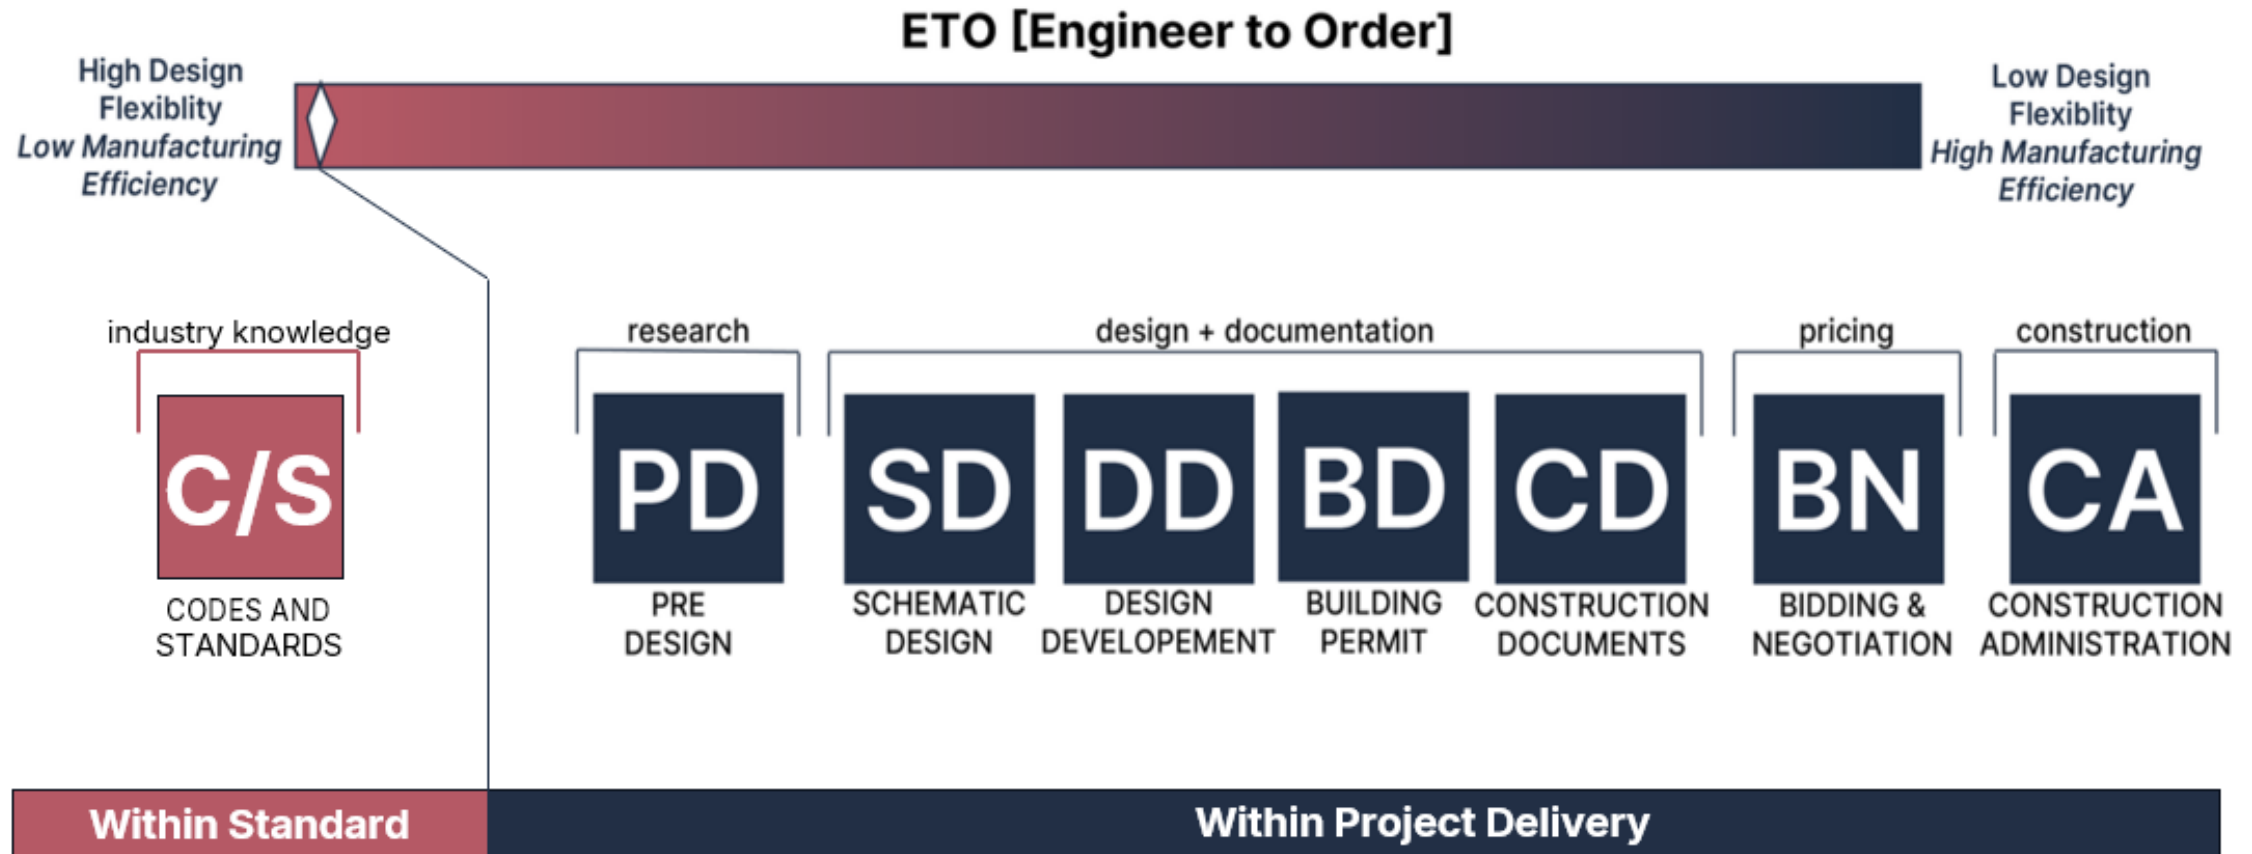 ETO [Engineer to Order]
High Design
Flexiblity
Low Manufacturing
Efficiency
Low Design
Flexiblity
High Manufacturing
Efficiency
industry knowledge
research
design + documentation
pricing
construction
C/S
PD
SD
DD
BD
CD
BN
CA
CODES AND
STANDARDS
PRE
DESIGN
SCHEMATIC
DESIGN
DESIGN
DEVELOPEMENT
BUILDING
PERMIT
CONSTRUCTION
DOCUMENTS
BIDDING &
NEGOTIATION
CONSTRUCTION
ADMINISTRATION
Within Standard
Within Project Delivery